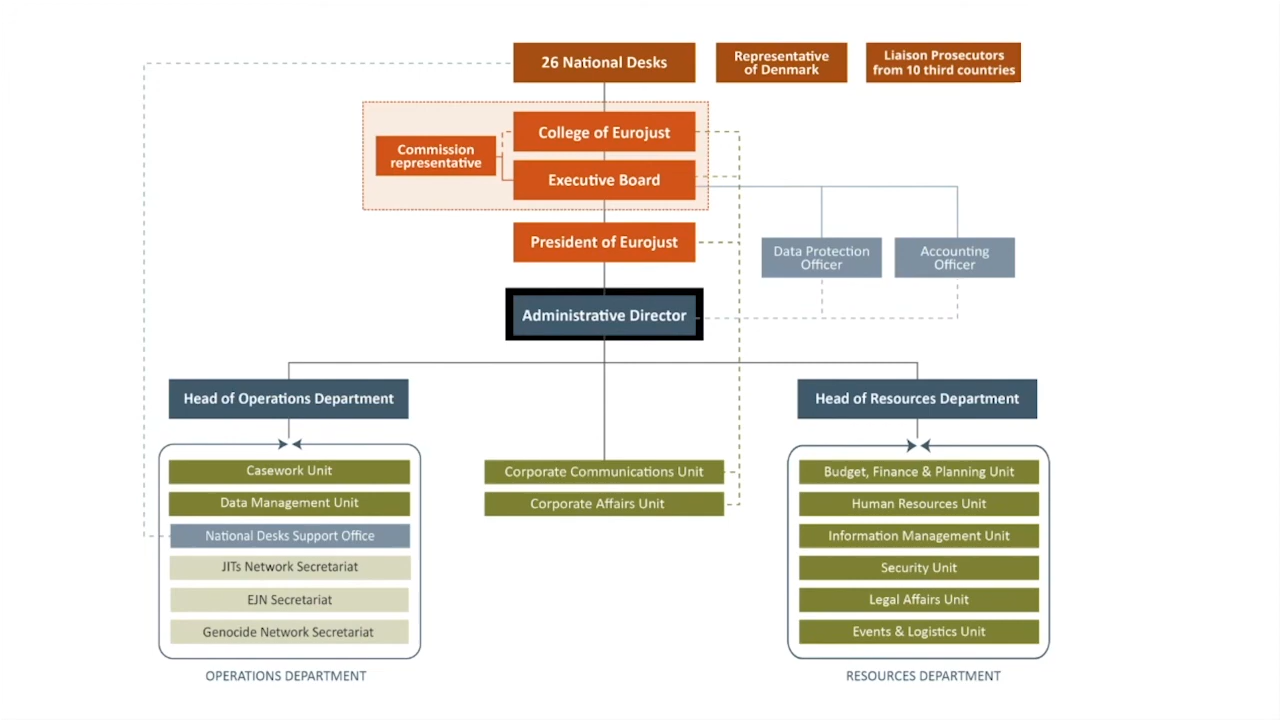 26 National Desks
Representative
of Denmark
Liaison Prosecutors
from 10 third countries
College of Eurojust
Commission
representative
Executive Board
President of Eurojust
Data Protection
Officer
Accounting
Officer
Administrative Director
Head of Operations Department
Head of Resources Department
Casework Unit
Data Management Unit
National Desks Support Office
JITs Network Secretariat
EJN Secretariat
Genocide Network Secretariat
OPERATIONS DEPARTMENT
Corporate Communications Unit
Corporate Affairs Unit
Budget, Finance & Planning Unit
Human Resources Unit
Information Management Unit
Security Unit
Legal Affairs Unit
Events & Logistics Unit
RESOURCES DEPARTMENT